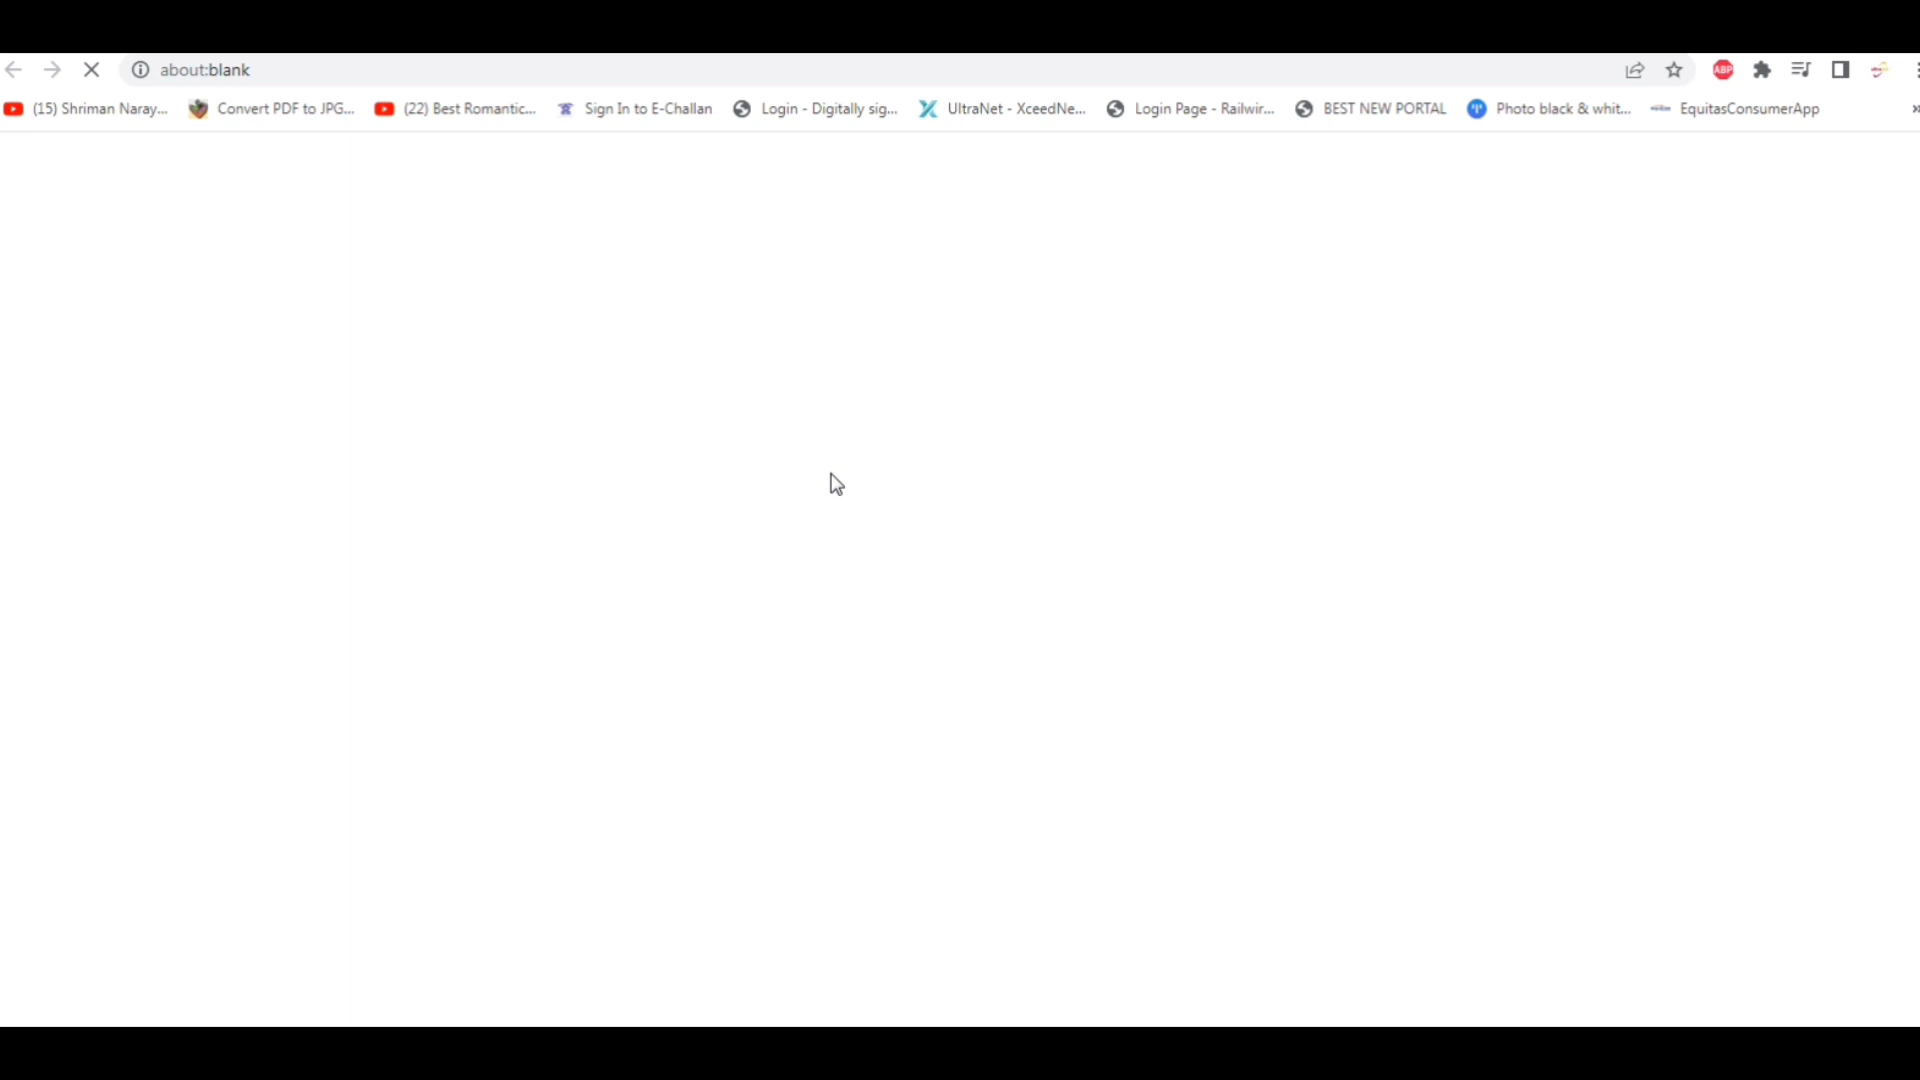 about:blank
(15) Shriman Naray... Convert PDF to JPG... (22) Best Romantic... Sign In to E-Challan Login - Digitally sig... UltraNet - XceedNe... Login Page - Railwir... BEST NEW PORTAL Photo black & whit... EquitasConsumerApp »
ABP